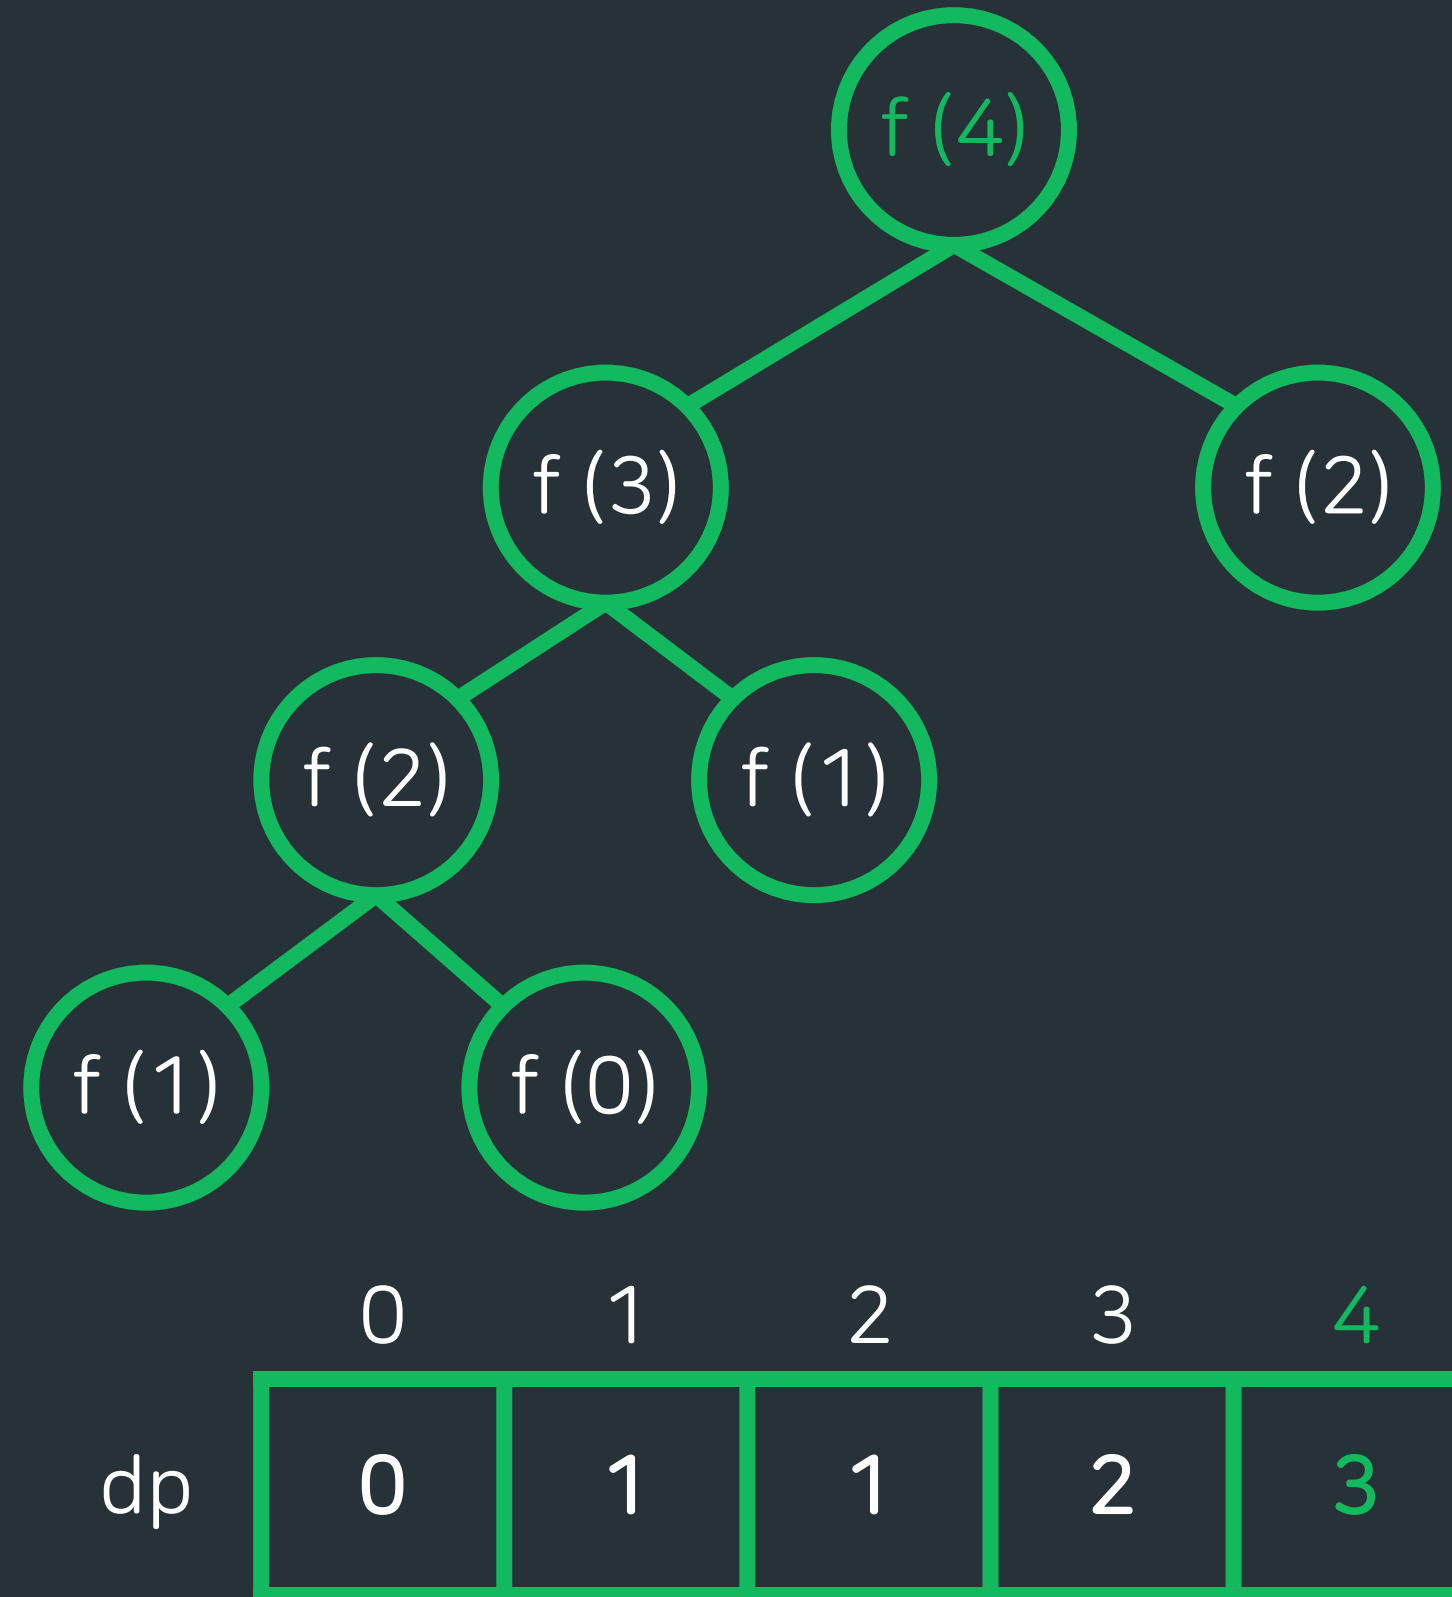 f (4)
f (3)
f (2)
f (2)
f (1)
f (1)
f (0)
0 1 2 3 4
dp 0 1 1 2 3